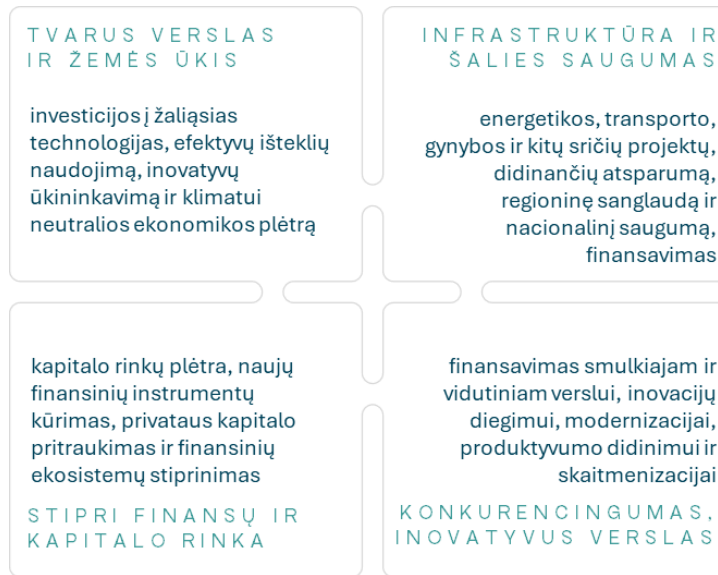 TVARUS VERSLAS
IR ŽEMĖS ŪKIS
investicijos į žaliąsias
technologijas, efektyvų išteklių
naudojimą, inovatyvų
ūkininkavimą ir klimatui
neutralios ekonomikos plėtrą
INFRASTRUKTŪRA IR
ŠALIES SAUGUMAS
energetikos, transporto,
gynybos ir kitų sričių projektų,
didinančių atsparumą,
regioninę sanglaudą ir
nacionalinį saugumą,
finansavimas
kapitalo rinkų plėtra, naujų
finansinių instrumentų
kūrimas, privataus kapitalo
pritraukimas ir finansinių
ekosistemų stiprinimas
STIPRI FINANSŲ IR
KAPITALO RINKA
finansavimas smulkiajam ir
vidutiniam verslui, inovacijų
diegimui, modernizacijai,
produktyvumo didinimui ir
skaitmenizacijai
KONKURENCINGUMAS,
INOVATYVUS VERSLAS